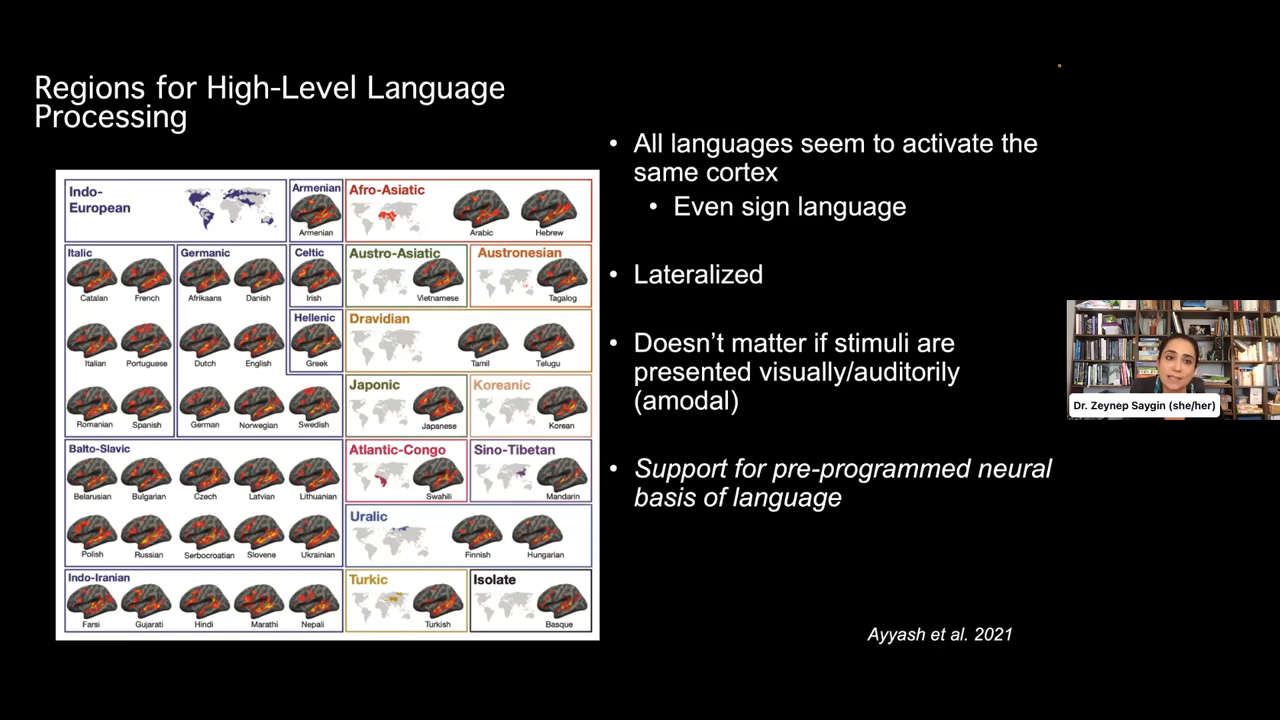 Regions for High-Level Language
Processing
Indo-
European
Armenian
Armenian
Afro-Asiatic
Arabic
Hebrew
Italic
Catalan
French
Italian
Portuguese
Romanian
Spanish
Germanic
Afrikaans
Danish
Dutch
English
German
Norwegian
Swedish
Celtic
Irish
Hellenic
Greek
Austro-Asiatic
Vietnamese
Austronesian
Tagalog
Dravidian
Tamil
Telugu
Japonic
Japanese
Koreanic
Korean
Balto-Slavic
Belarusian
Bulgarian
Czech
Latvian
Lithuanian
Polish
Russian
Serbocroatian
Slovene
Ukrainian
Atlantic-Congo
Swahili
Sino-Tibetan
Mandarin
Uralic
Finnish
Hungarian
Indo-Iranian
Farsi
Gujarati
Hindi
Marathi
Nepali
Turkic
Turkish
Isolate
Basque
• All languages seem to activate the
same cortex
• Even sign language
• Lateralized
• Doesn’t matter if stimuli are
presented visually/auditorily
(amodal)
• Support for pre-programmed neural
basis of language
Ayyash et al. 2021
Dr. Zeynep Saygin (she/her)